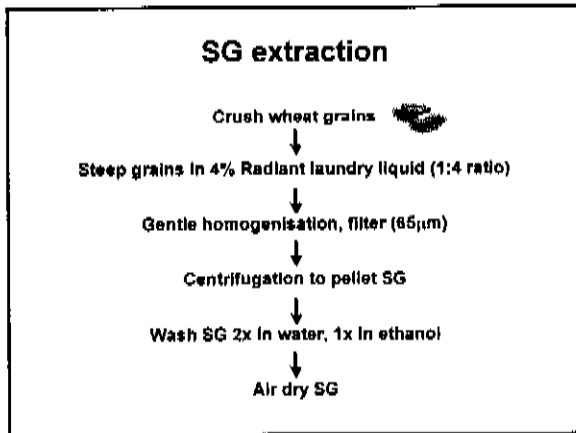 SG extraction
Crush wheat grains
Steep grains in 4% Radiant laundry liquid (1:4 ratio)
Gentle homogenisation, filter (65µm)
Centrifugation to pellet SG
Wash SG 2x in water, 1x in ethanol
Air dry SG